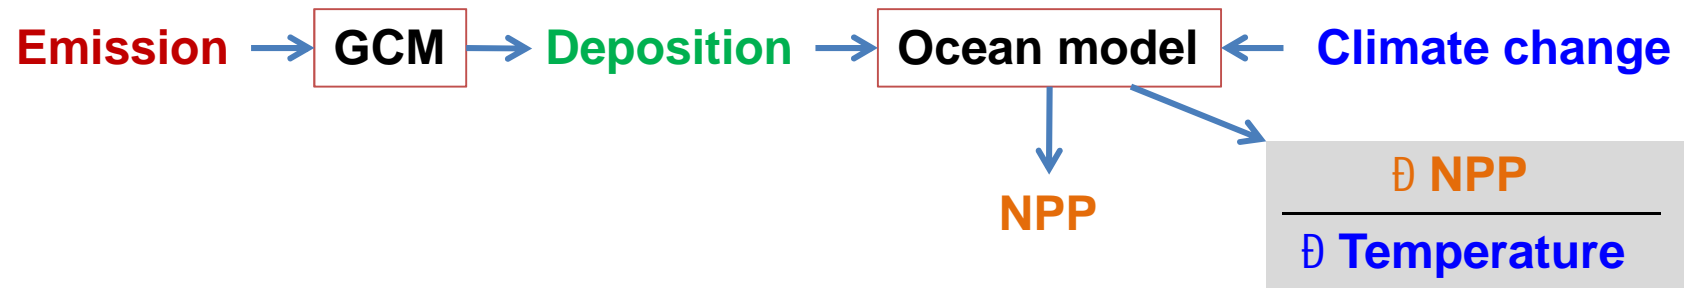 Emission GCM Deposition Ocean model Climate change
NPP
Đ NPP
Đ Temperature